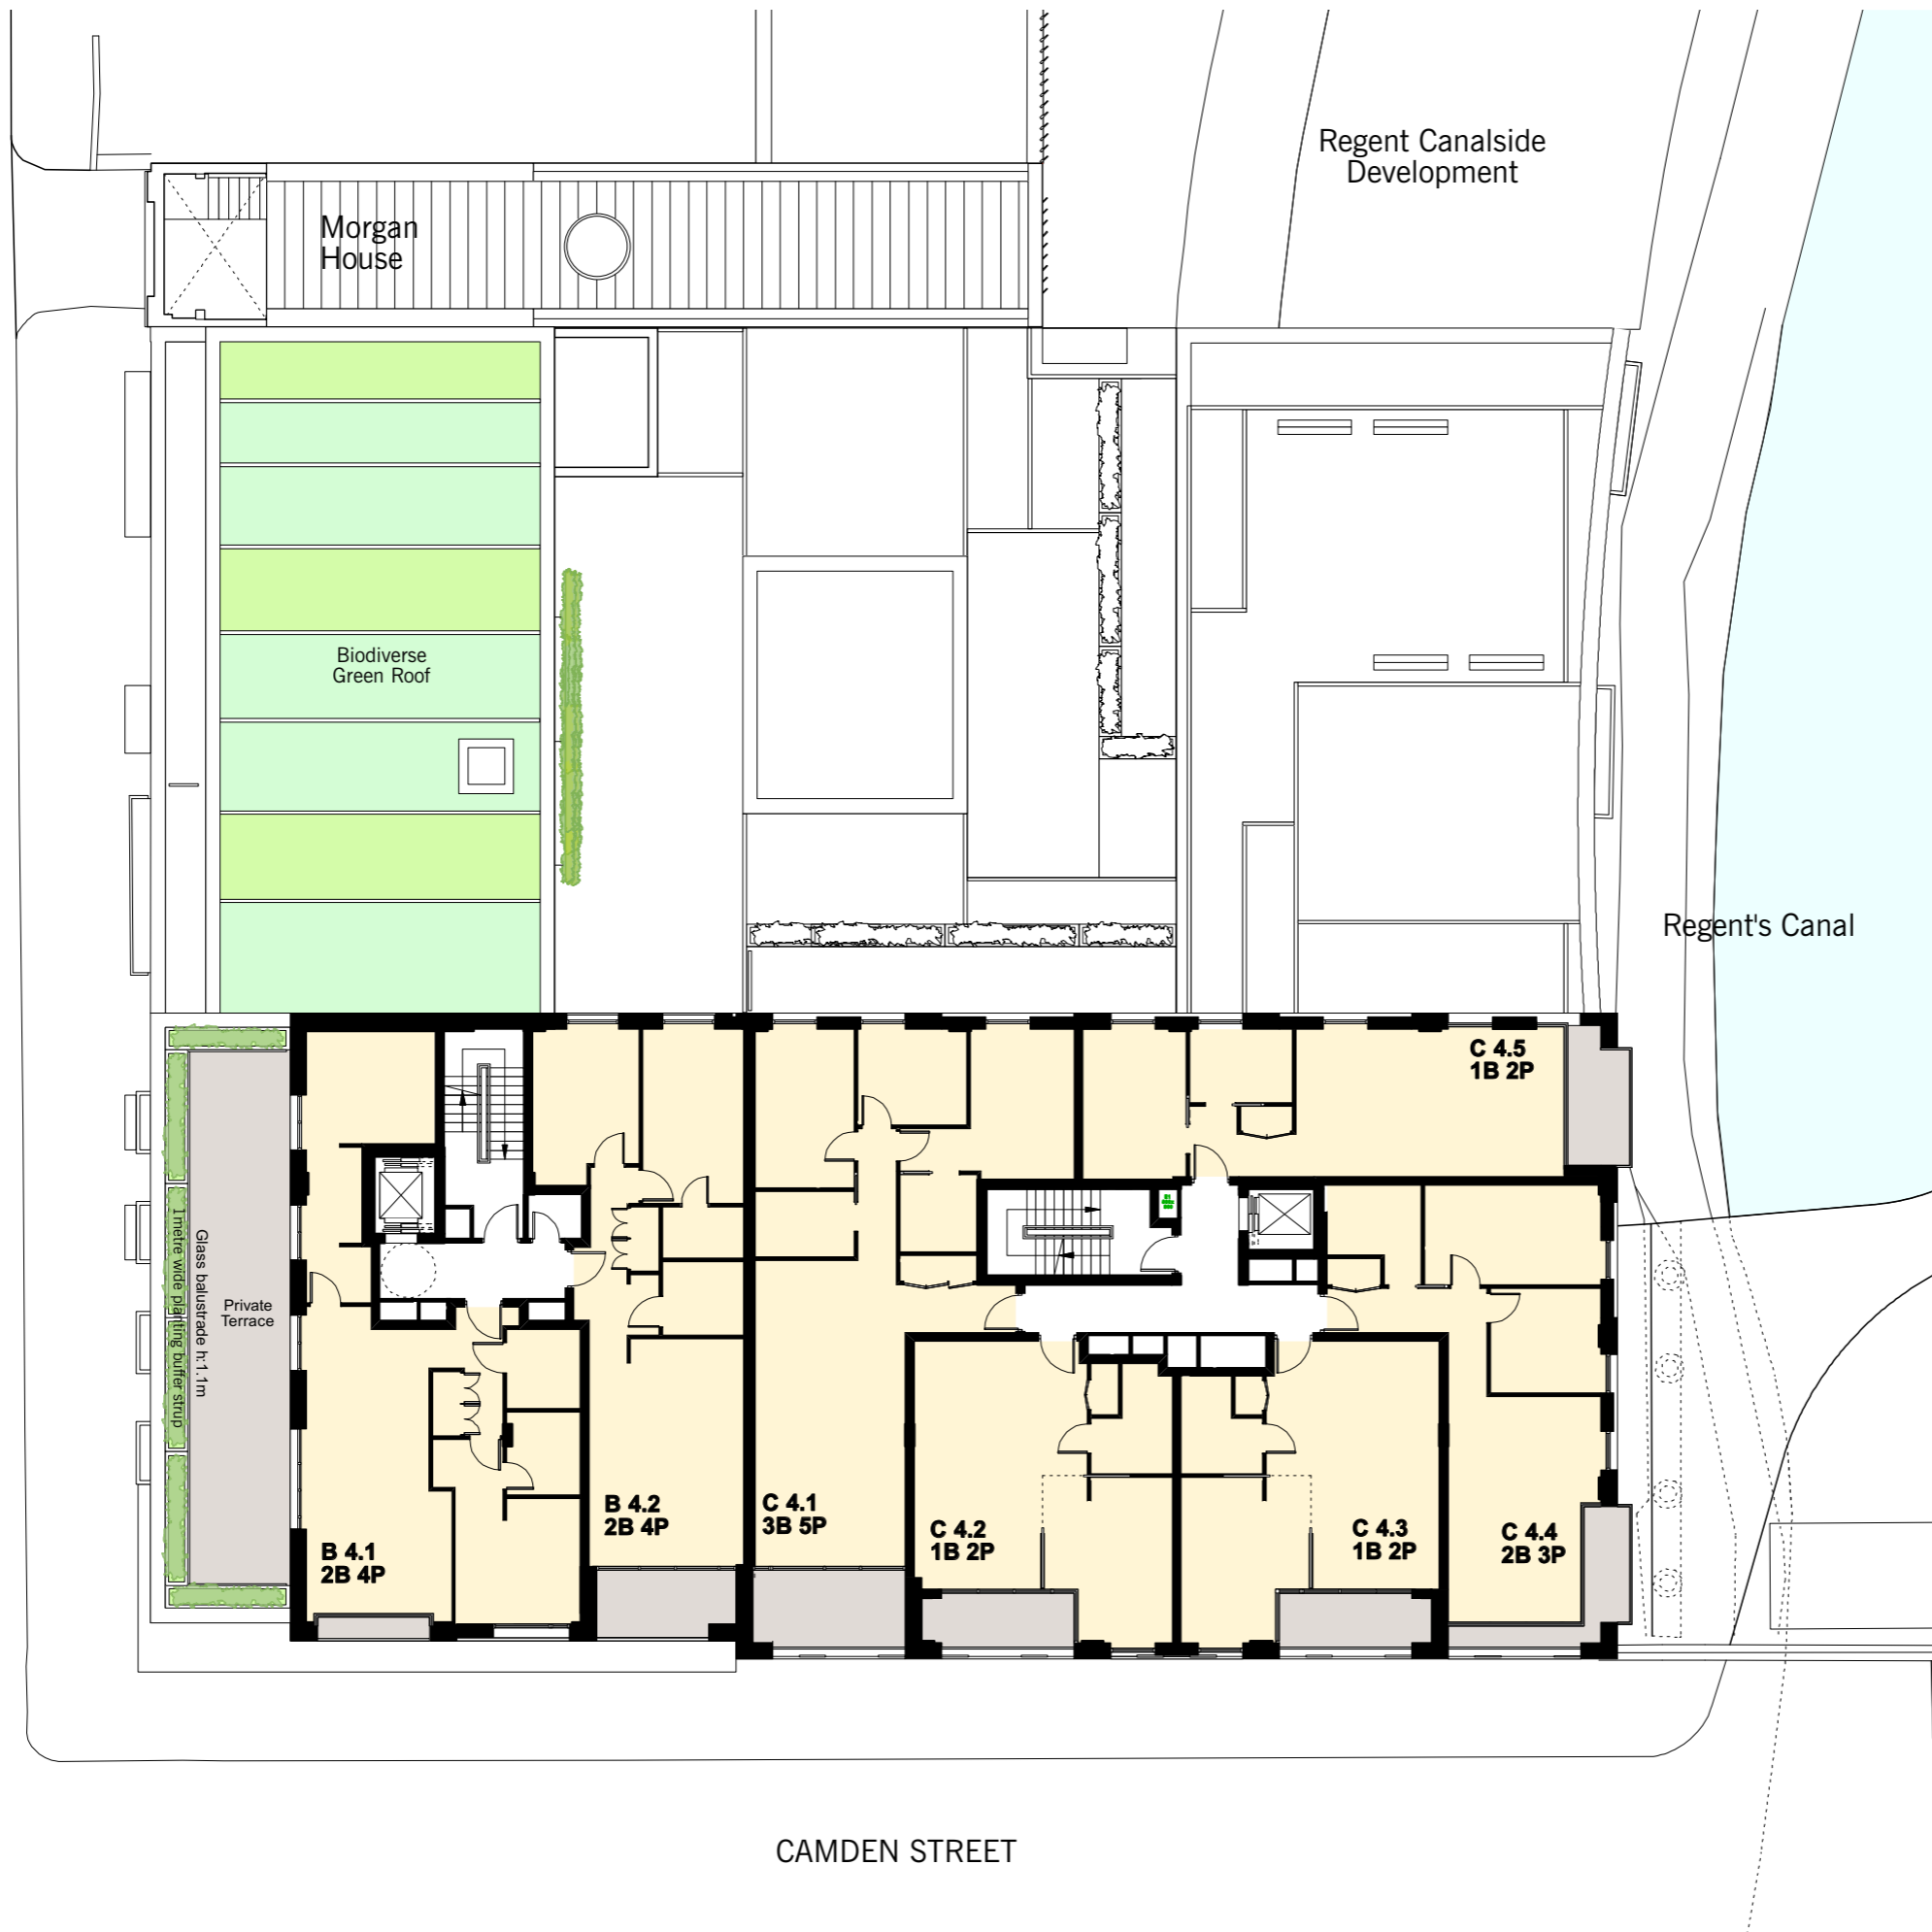 Regent Canalside
Development
Morgan
House
Biodiverse
Green Roof
Regent's Canal
C 4.5
1B 2P
Glass balustrade h:1.1m
1metre wide planting buffer strup
Private
Terrace
B 4.1
2B 4P
B 4.2
2B 4P
C 4.1
3B 5P
C 4.2
1B 2P
C 4.3
1B 2P
C 4.4
2B 3P
CAMDEN STREET